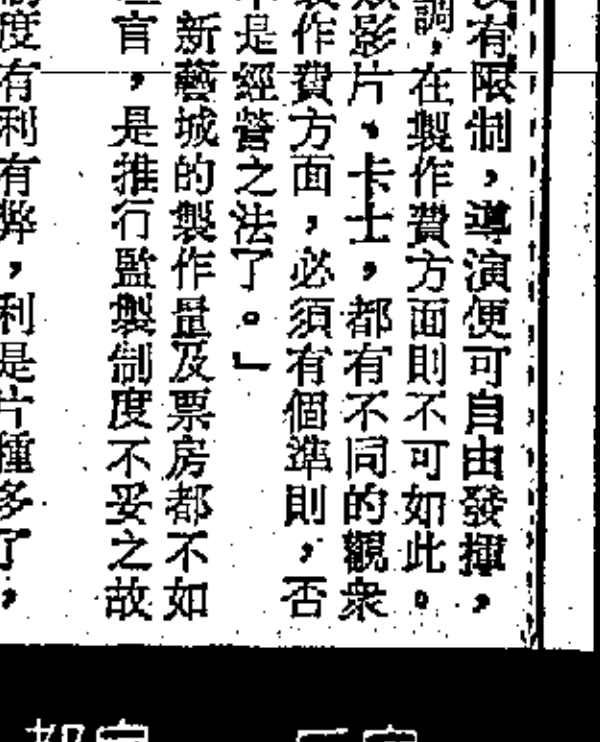 有限制，導演便可自由發揮，
調，在製作費方面則不可如此。
影片、卡士，都有不同的觀衆
作費方面，必須有個準則，否
是經營之法了。」
新藝城的製作量及票房都不如
言，是推行監製制度不妥之故
度有利有弊，利是片種多了，